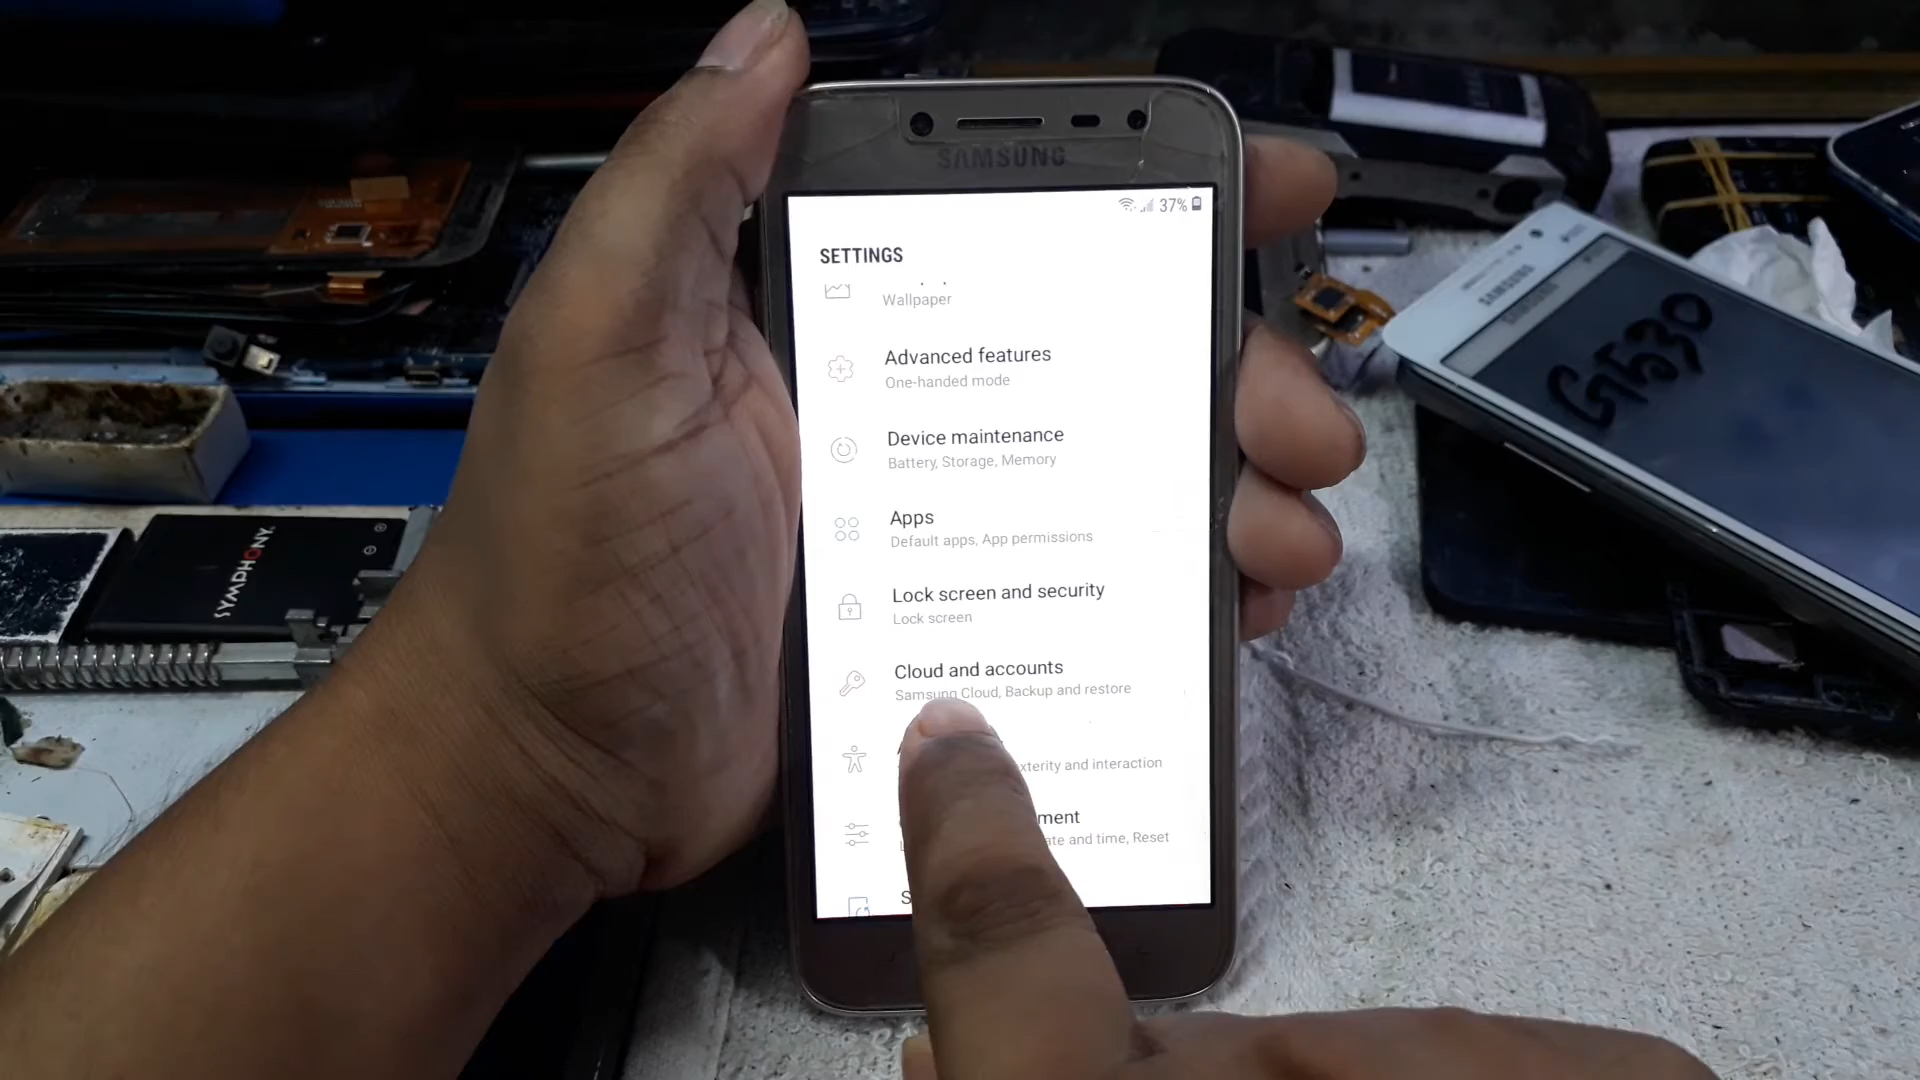 SAMSUNG
37%
SETTINGS
Wallpaper
Advanced features
One-handed mode
Device maintenance
Battery, Storage, Memory
Apps
Default apps, App permissions
Lock screen and security
Lock screen
Cloud and accounts
Samsung Cloud, Backup and restore
xterity and interaction
ment
ate and time, Reset
S
SYMPHONY
SAMSUNG
G530